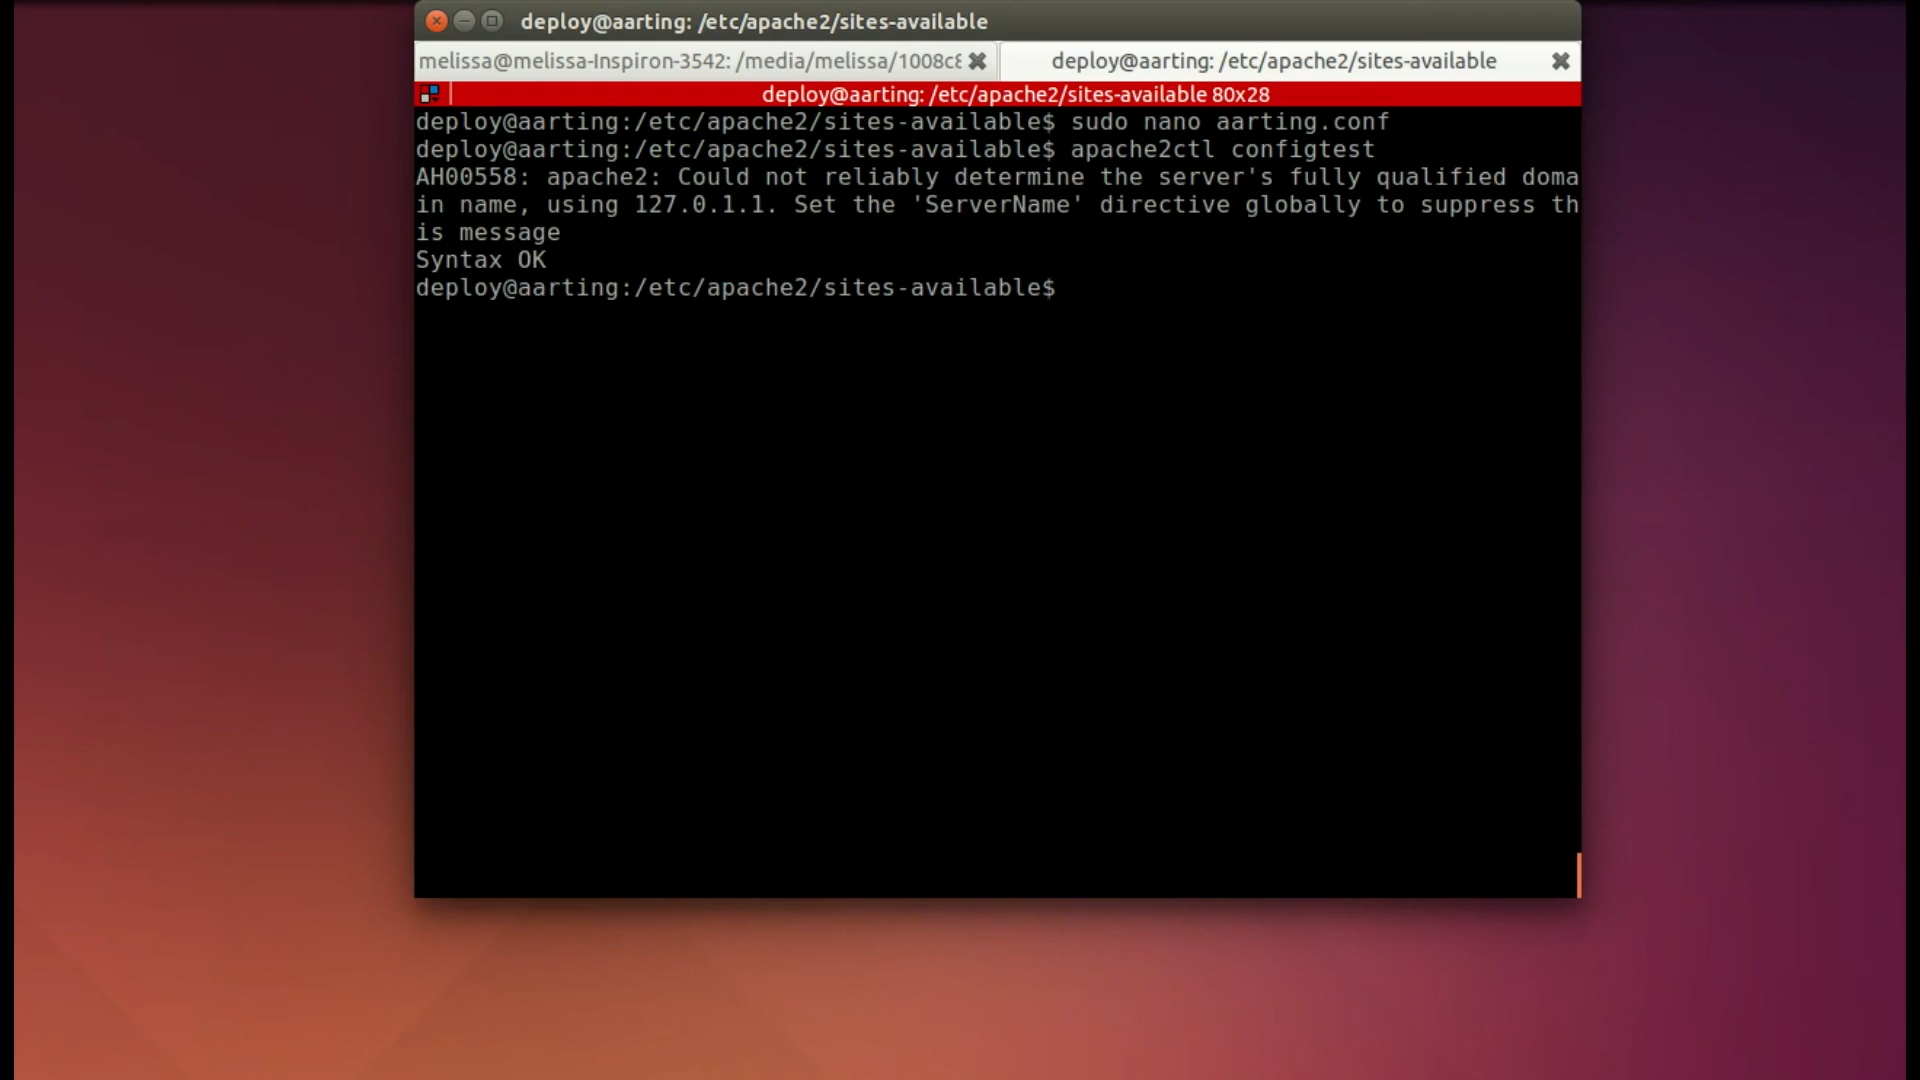 deploy@aarting: /etc/apache2/sites-available
melissa@melissa-Inspiron-3542: /media/melissa/1008c8 deploy@aarting: /etc/apache2/sites-available
deploy@aarting: /etc/apache2/sites-available 80x28
deploy@aarting:/etc/apache2/sites-available$ sudo nano aarting.conf
deploy@aarting:/etc/apache2/sites-available$ apache2ctl configtest
AH00558: apache2: Could not reliably determine the server's fully qualified doma
in name, using 127.0.1.1. Set the 'ServerName' directive globally to suppress th
is message
Syntax OK
deploy@aarting:/etc/apache2/sites-available$